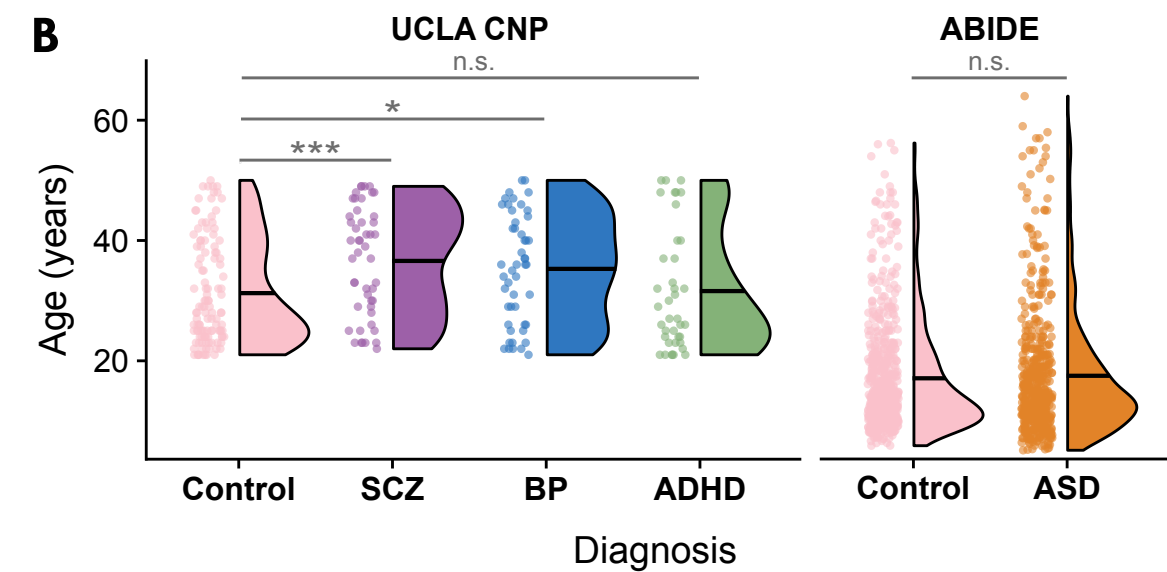 B
UCLA CNP
ABIDE
n.s.
n.s.
*
***
60
40
20
Age (years)
Control SCZ BP ADHD
Control ASD
Diagnosis